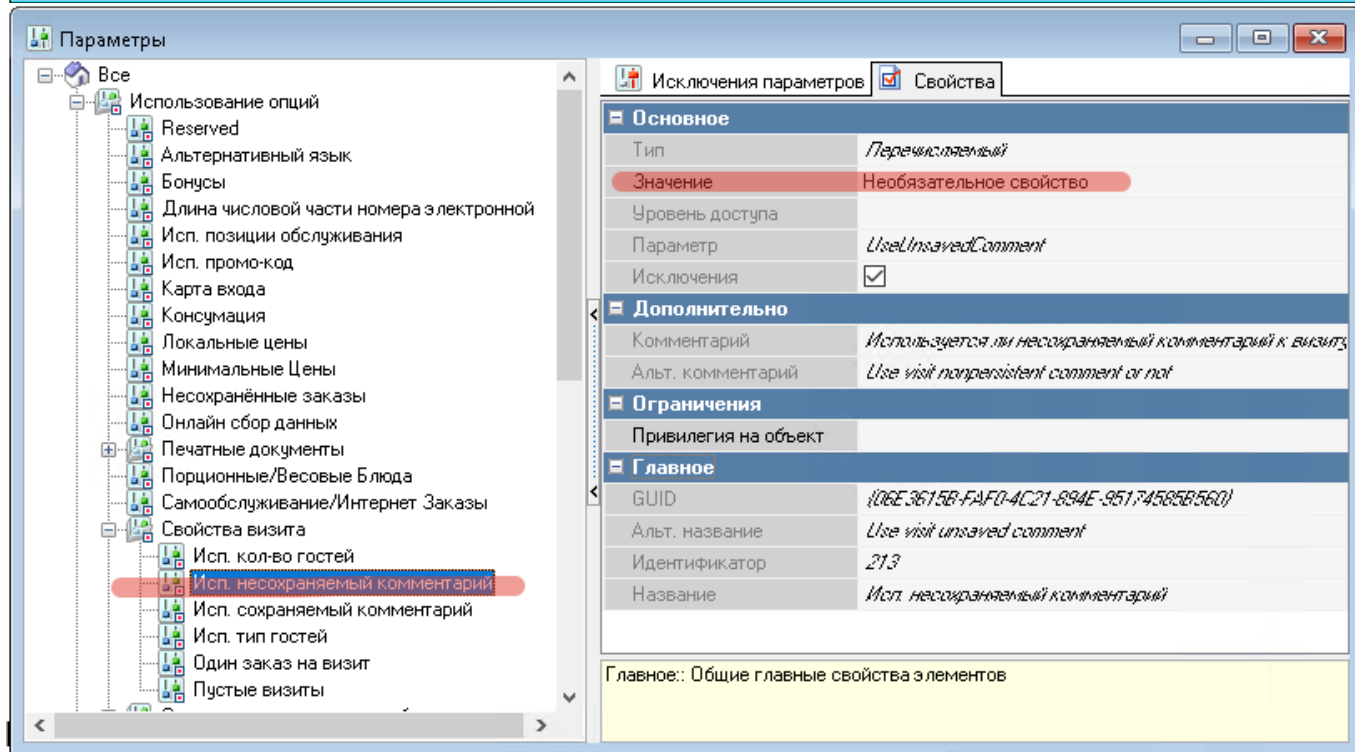 Параметры
Все
Использование опций
Reserved
Альтернативный язык
Бонусы
Длина числовой части номера электронной
Исп. позиции обслуживания
Исп. промо-код
Карта входа
Консумация
Локальные цены
Минимальные Цены
Несохранённые заказы
Онлайн сбор данных
Печатные документы
Порционные/Весовые Блюда
Самообслуживание/Интернет Заказы
Свойства визита
Исп. кол-во гостей
Исп. несохраняемый комментарий
Исп. сохраняемый комментарий
Исп. тип гостей
Один заказ на визит
Пустые визиты
Исключения параметров Свойства
Основное
Тип Перечисляемый
Значение Необязательное свойство
Уровень доступа
Параметр UseUnsavedComment
Исключения
Дополнительно
Комментарий Используется ли несохраняемый комментарий к визиту
Альт. комментарий Use visit nonpersistent comment or not
Ограничения
Привилегия на объект
Главное
GUID {06E3615B-FAF0-4C21-894E-95174585B560}
Альт. название Use visit unsaved comment
Идентификатор 213
Название Исп. несохраняемый комментарий
Главное:: Общие главные свойства элементов